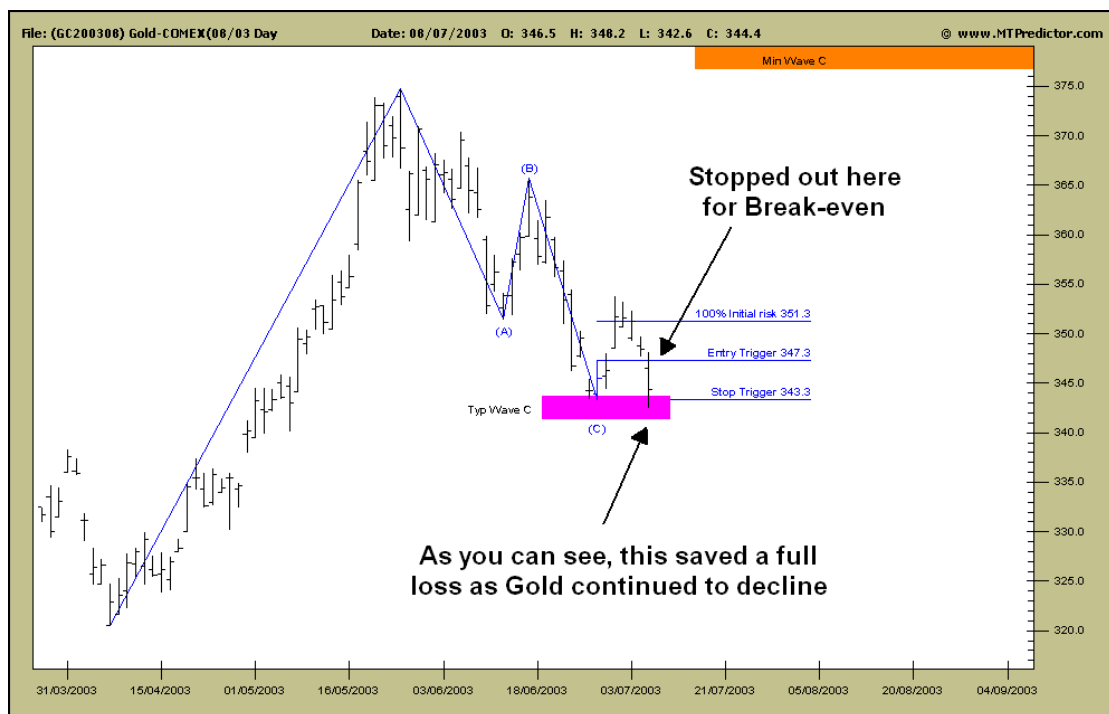 File: (GC200308) Gold-COMEX(08/03 Day Date: 08/07/2003 O: 346.5 H: 348.2 L: 342.6 C: 344.4 © www.MTPredictor.com
Min Wave C
375.0
370.0
(B)
Stopped out here
for Break-even
365.0
360.0
355.0
(A)
100% Initial risk 351.3
350.0
Entry Trigger 347.3
345.0
Stop Trigger 343.3
Typ Wave C
(C)
340.0
335.0
330.0
As you can see, this saved a full
loss as Gold continued to decline
325.0
320.0
31/03/2003 15/04/2003 01/05/2003 16/05/2003 03/06/2003 18/06/2003 03/07/2003 21/07/2003 05/08/2003 20/08/2003 04/09/2003